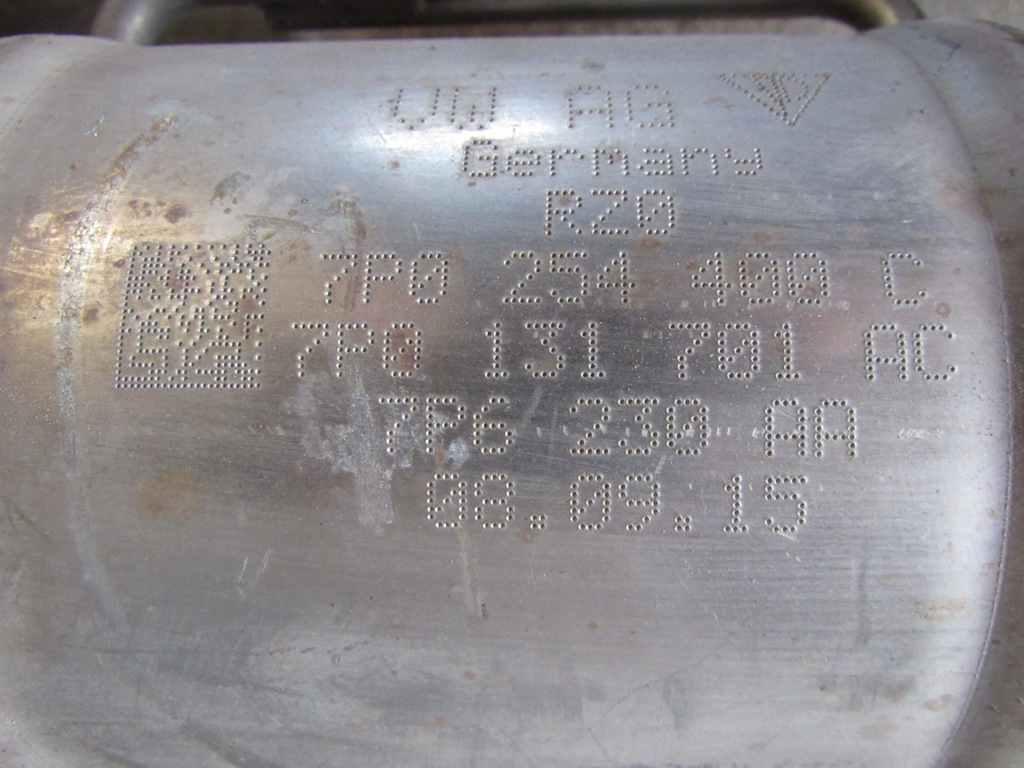 VW AG
Germany
RZ0
7P0 254 400 C
7P0 131 701 AC
7P6 230 AA
08.09.15